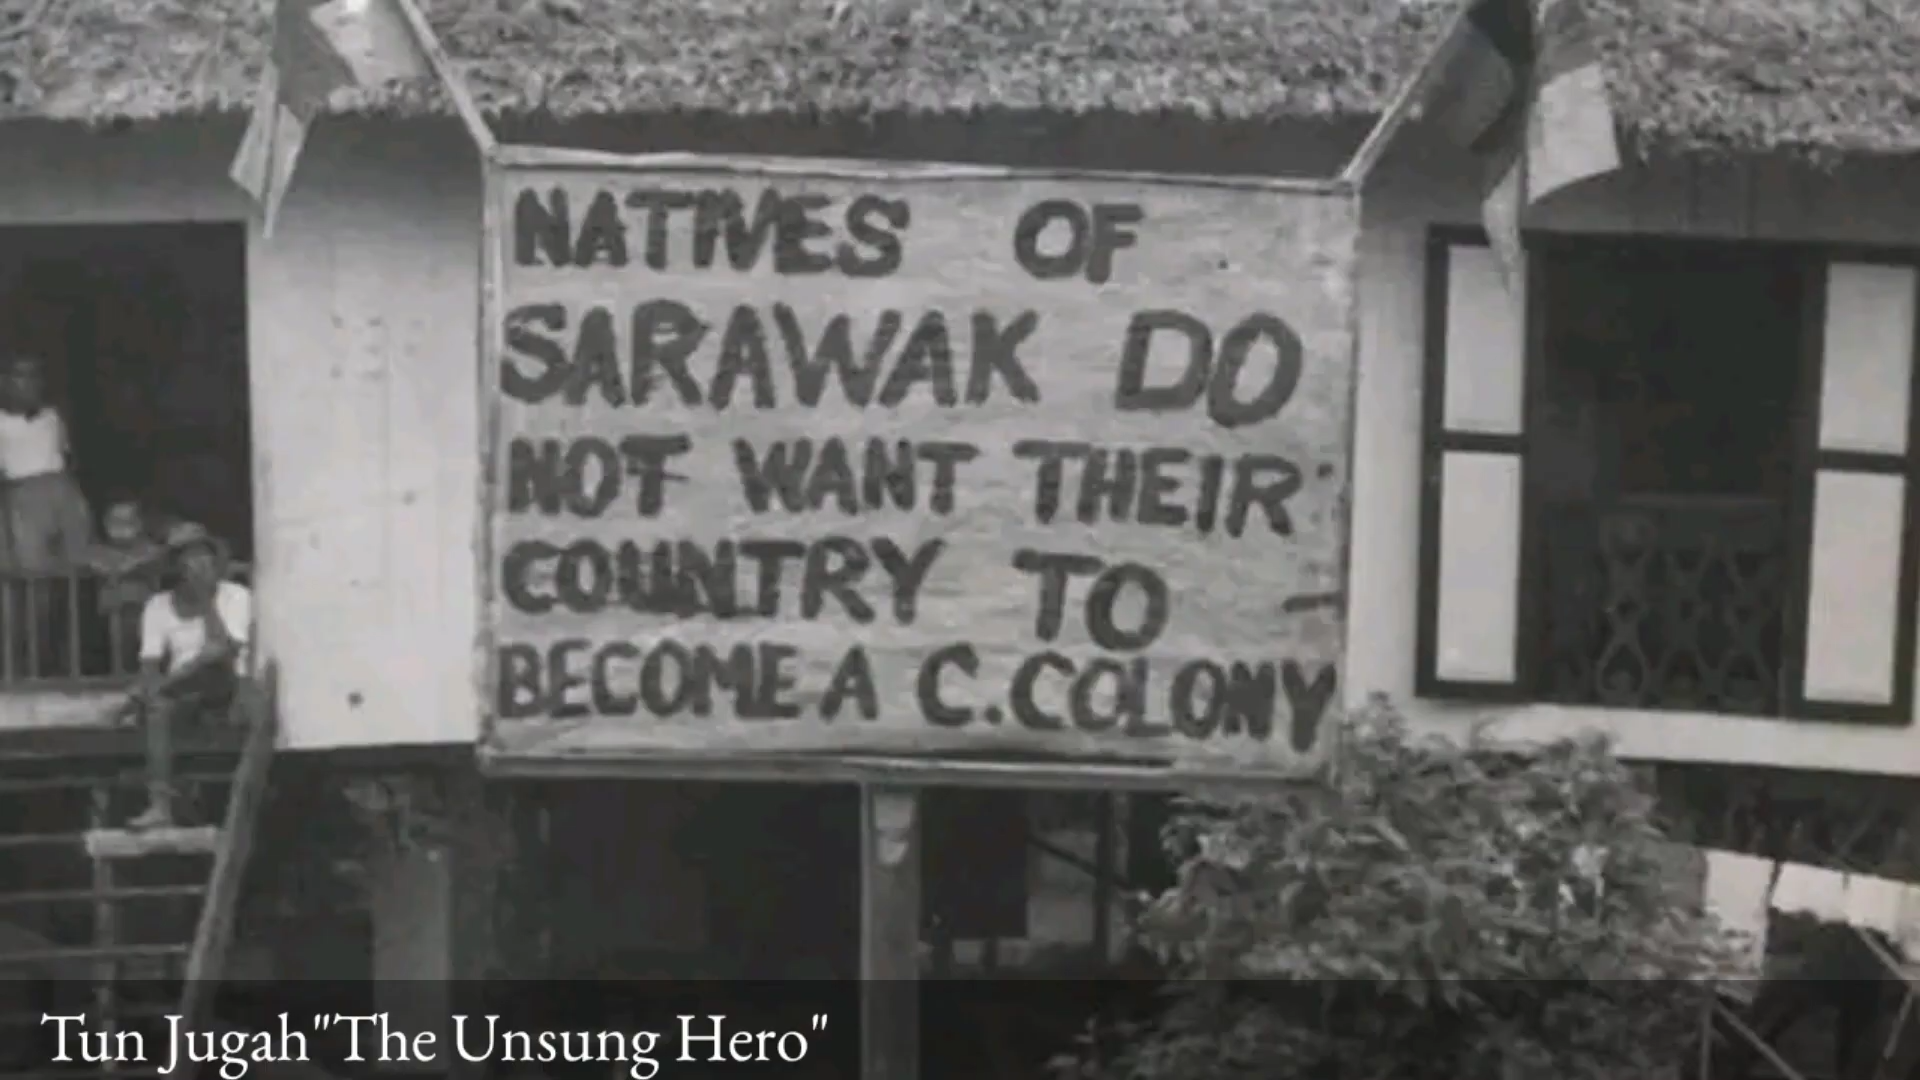 NATIVES OF
SARAWAK DO
NOT WANT THEIR
COUNTRY TO
BECOME A C.COLONY
Tun Jugah"The Unsung Hero"